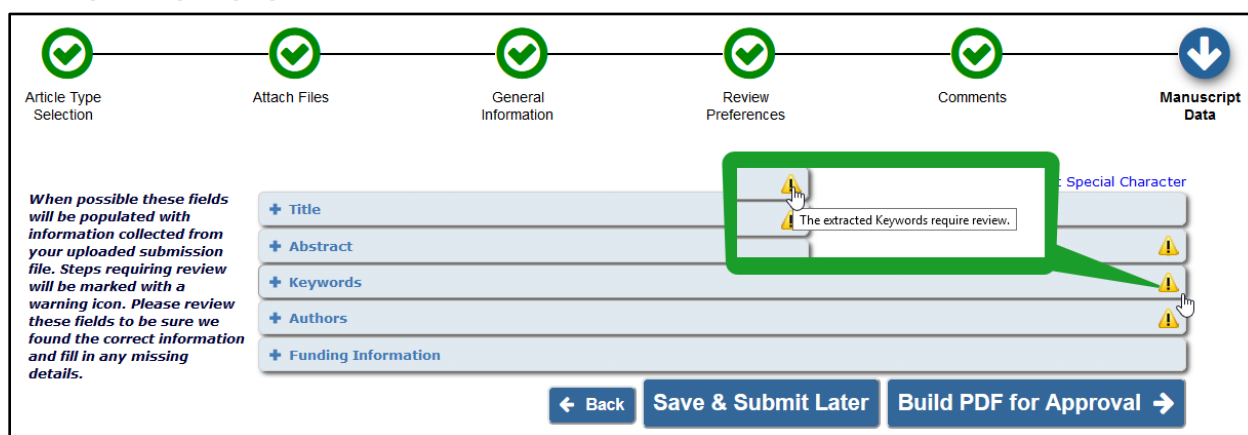 Article Type
Selection
Attach Files
General
Information
Review
Preferences
Comments
Manuscript
Data
When possible these fields
will be populated with
information collected from
your uploaded submission
file. Steps requiring review
will be marked with a
warning icon. Please review
these fields to be sure we
found the correct information
and fill in any missing
details.
Special Character
+ Title
The extracted Keywords require review.
+ Abstract
+ Keywords
+ Authors
+ Funding Information
Back
Save & Submit Later
Build PDF for Approval